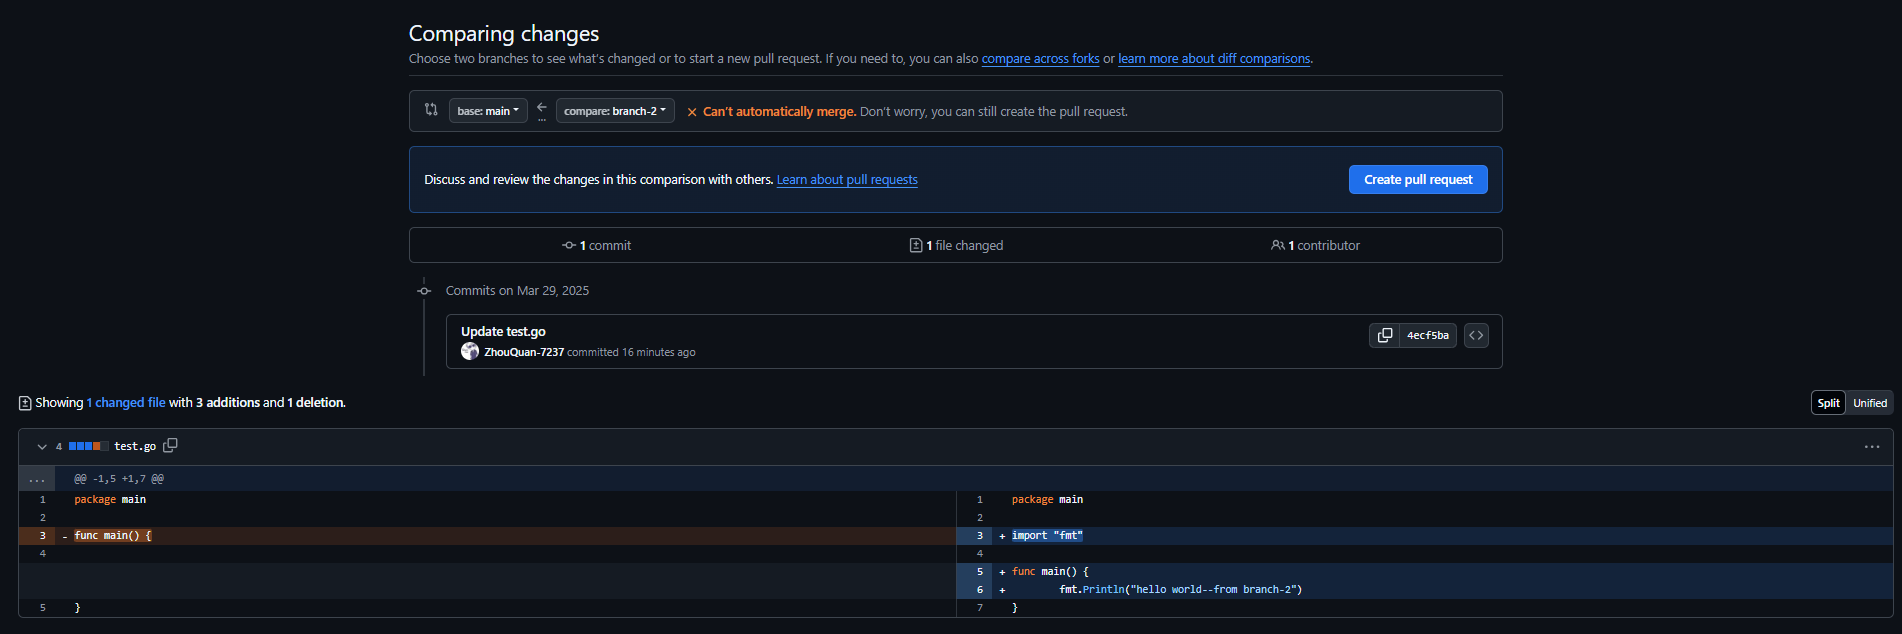 Comparing changes
Choose two branches to see what's changed or to start a new pull request. If you need to, you can also compare across forks or learn more about diff comparisons.
base: main
...
compare: branch-2
Can't automatically merge. Don't worry, you can still create the pull request.
Discuss and review the changes in this comparison with others. Learn about pull requests
Create pull request
1 commit
1 file changed
1 contributor
Commits on Mar 29, 2025
Update test.go
4ecf5ba
ZhouQuan-7237 committed 16 minutes ago
Showing 1 changed file with 3 additions and 1 deletion.
Split
Unified
4 test.go
... @@ -1,5 +1,7 @@
1 package main
2
3 - func main() {
4
5 }
1 package main
2
3 + import "fmt"
4
5 + func main() {
6 + fmt.Println("hello world--from branch-2")
7 }